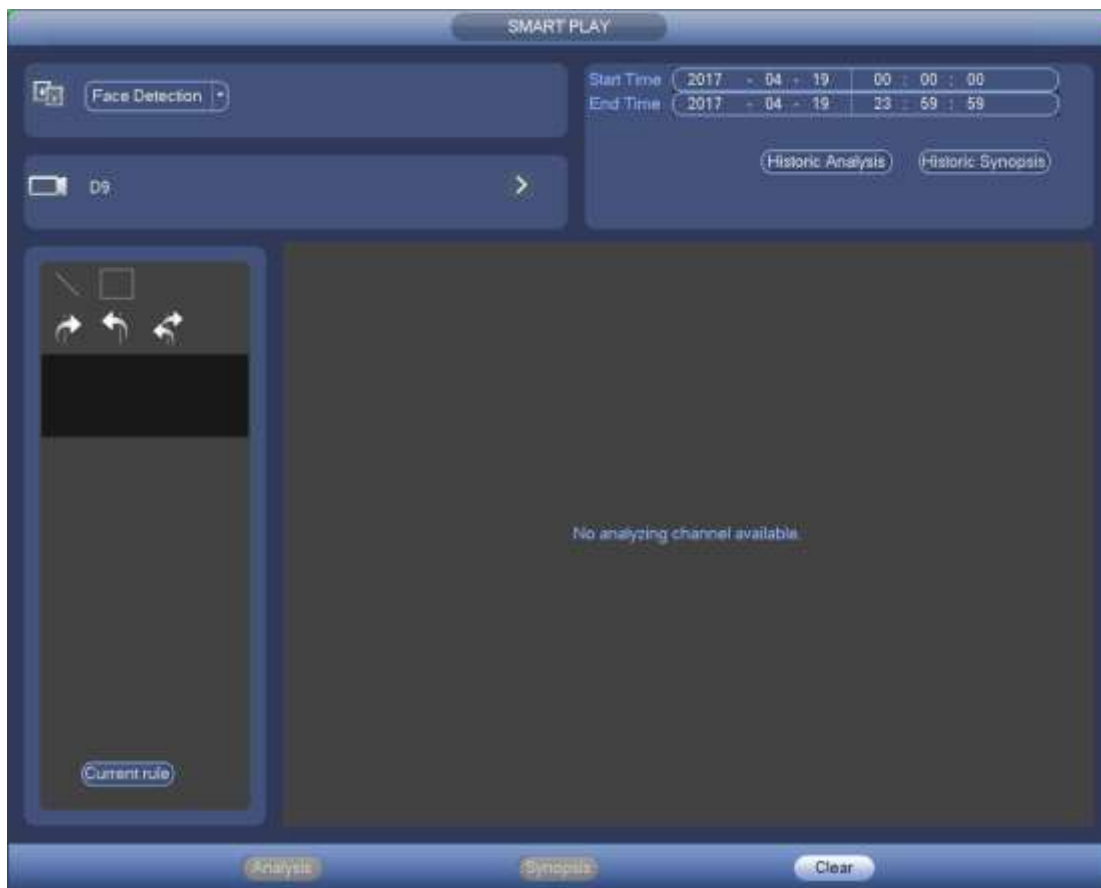 SMART PLAY
Face Detection
Start Time 2017 - 04 - 19 00 : 00 : 00
End Time 2017 - 04 - 19 23 : 59 : 59
Historic Analysis Historic Synopsis
D9
No analyzing channel available.
Current rule
Analysis Synopsis Clear